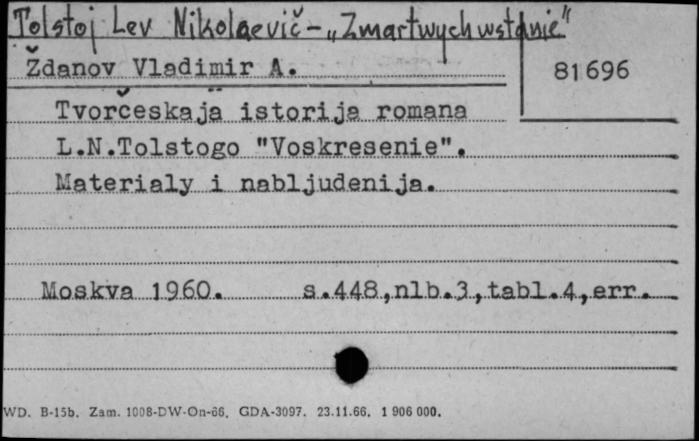 Tolstoj Lev Nikolaevič - „Zmartwychwstanie"
Ždanov Vladimir A.
81696
Tvorčeskaja istorija romana
L.N.Tolstogo "Voskresenie".
Materialy i nabljudenija.
Moskva 1960. s.448,nlb.3,tabl.4,err.
WD. B-15b. Zam. 1008-DW-On-66. GDA-3097. 23.11.66. 1 906 000.